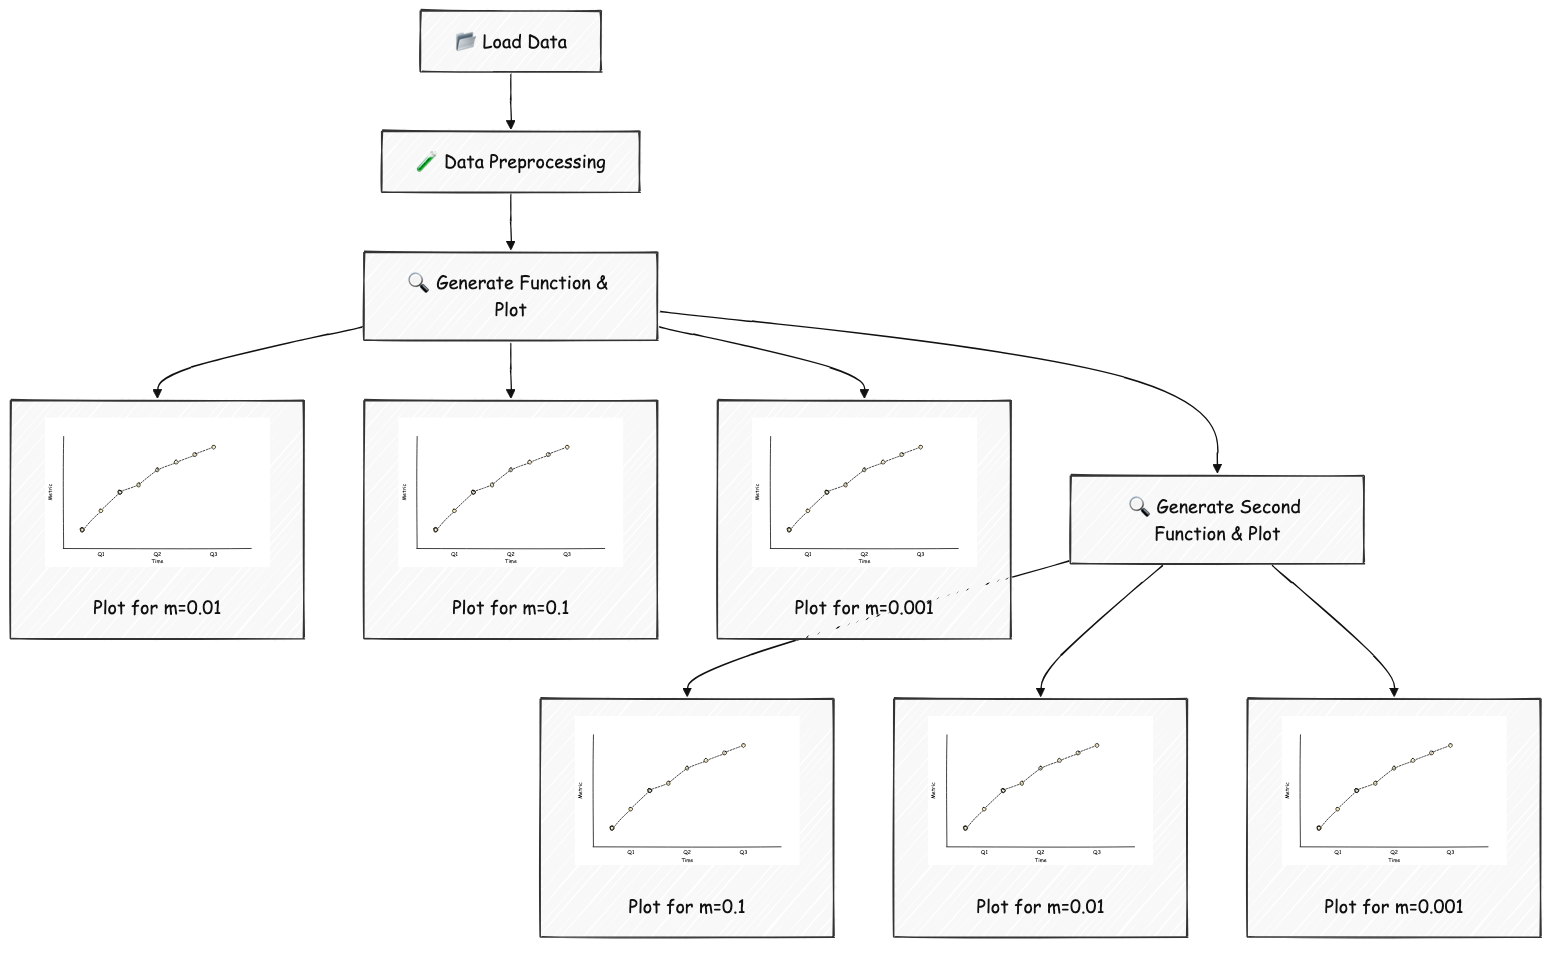 📂 Load Data
🧪 Data Preprocessing
🔍 Generate Function &
Plot
Metric
Q1 Q2 Q3
Time
Plot for m=0.01
Metric
Q1 Q2 Q3
Time
Plot for m=0.1
Metric
Q1 Q2 Q3
Time
Plot for m=0.001
🔍 Generate Second
Function & Plot
Metric
Q1 Q2 Q3
Time
Plot for m=0.1
Metric
Q1 Q2 Q3
Time
Plot for m=0.01
Metric
Q1 Q2 Q3
Time
Plot for m=0.001